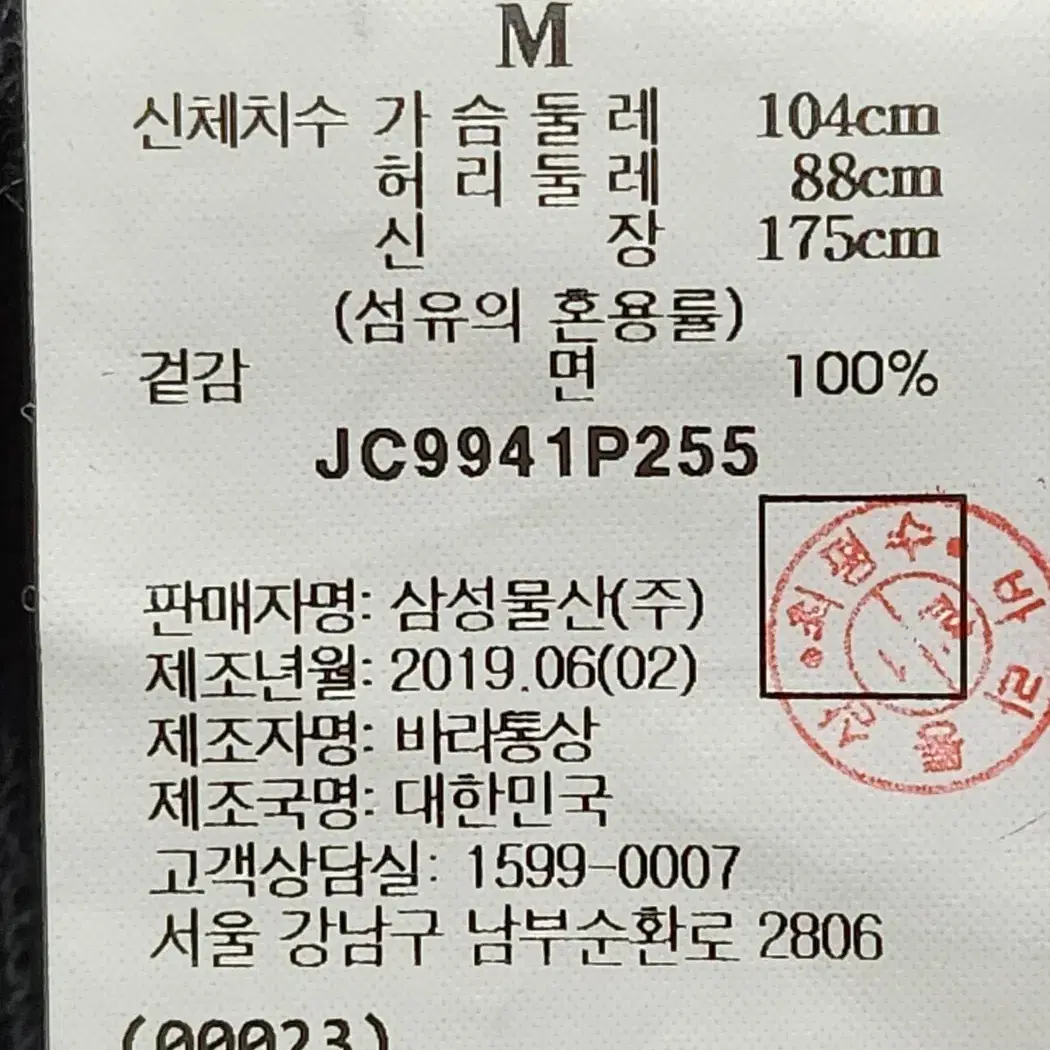 M
신체치수 가슴둘레 104cm
허리둘레 88cm
신장 175cm
(섬유의 혼용률)
겉감 면 100%
JC9941P255
판매자명: 삼성물산(주)
제조년월: 2019.06(02)
제조자명: 바라통상
제조국명: 대한민국
고객상담실: 1599-0007
서울 강남구 남부순환로 2806
(00023)